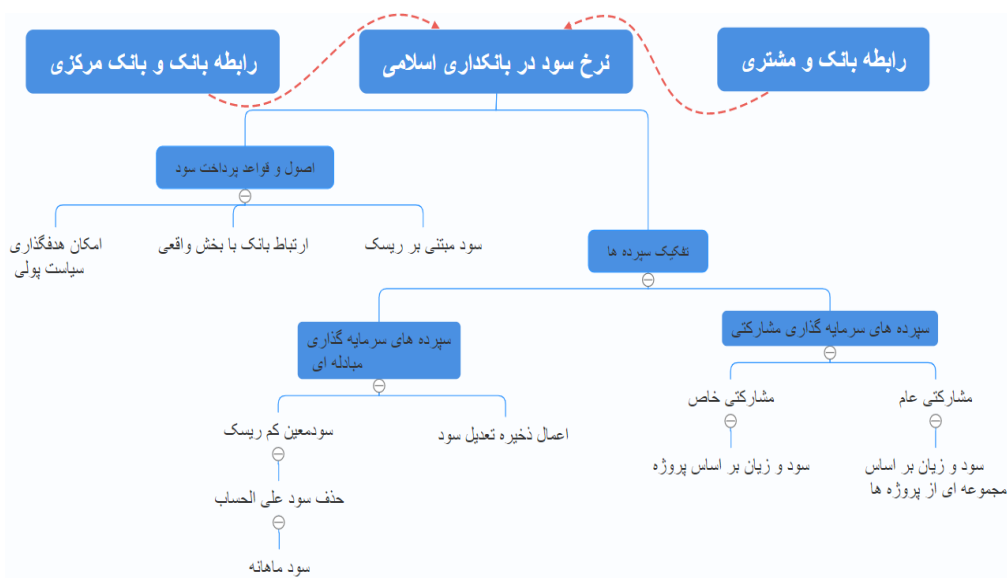 رابطه بانک و مشتری
نرخ سود در بانکداری اسلامی
رابطه بانک و بانک مرکزی
اصول و قواعد پرداخت سود
سود مبتنی بر ریسک
ارتباط بانک با بخش واقعی
امکان هدفگذاری
سیاست پولی
تفکیک سپرده ها
سپرده های سرمایه گذاری مشارکتی
سپرده های سرمایه گذاری
مبادله ای
مشارکتی عام
مشارکتی خاص
سود و زیان بر اساس
مجموعه ای از پروژه ها
سود و زیان بر اساس پروژه
اعمال ذخیره تعدیل سود
سودمعین کم ریسک
حذف سود علی الحساب
سود ماهانه